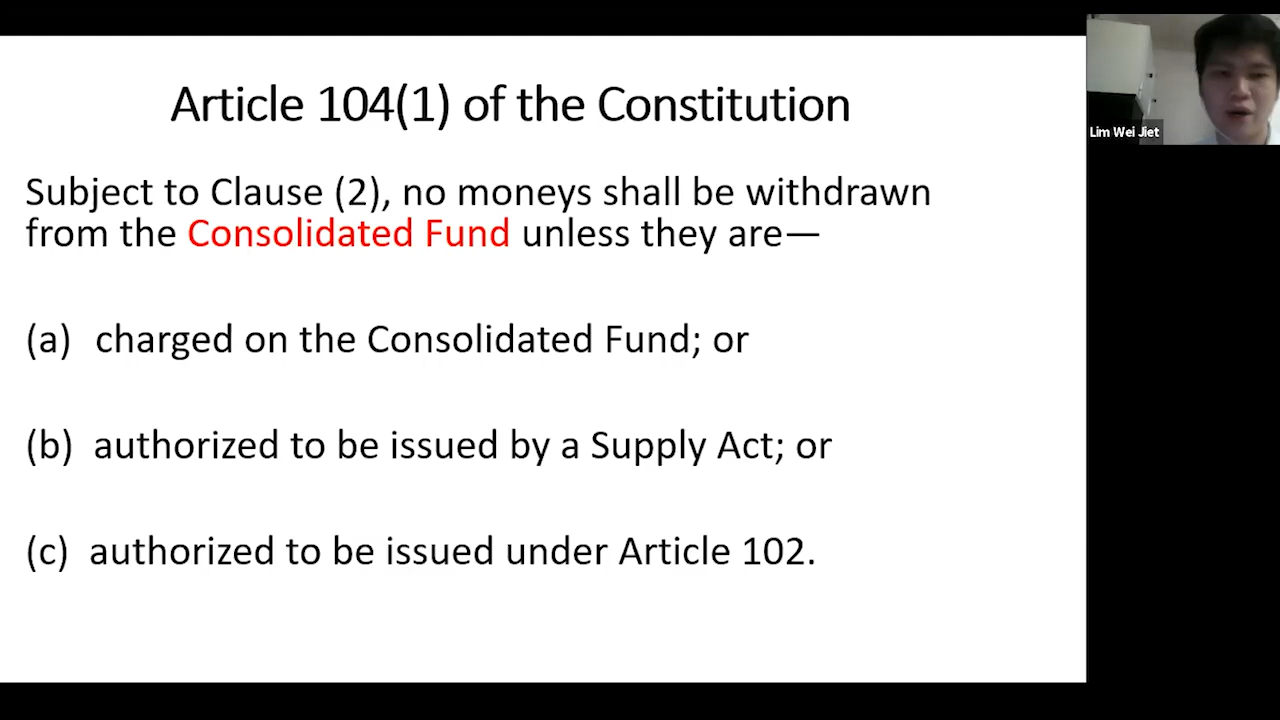 Article 104(1) of the Constitution
Subject to Clause (2), no moneys shall be withdrawn
from the Consolidated Fund unless they are—
(a) charged on the Consolidated Fund; or
(b) authorized to be issued by a Supply Act; or
(c) authorized to be issued under Article 102.
Lim Wei Jiet